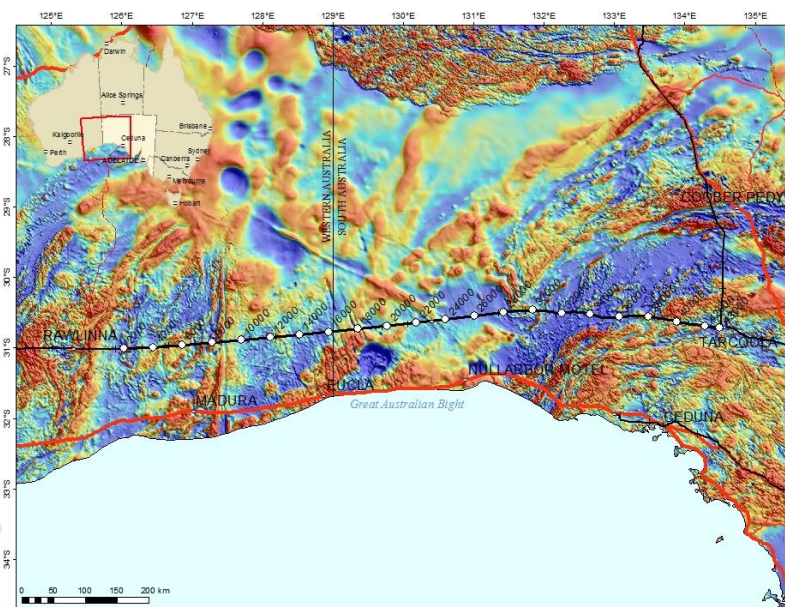 125°E 126°E 127°E 128°E 129°E 130°E 131°E 132°E 133°E 134°E 135°E
27°S
28°S
29°S
30°S
31°S
32°S
33°S
34°S
Darwin
Alice Springs
Brisbane
Kalgoorlie
Ceduna
Perth
Sydney
ADELAIDE
Canberra
Melbourne
Hobart
WESTERN AUSTRALIA
SOUTH AUSTRALIA
COOBER PEDY
RAWLINNA
10000
12000
14000
16000
18000
20000
22000
24000
TARCOOLA
NULLARBOR MOTEL
EUCLA
MADURA
Great Australian Bight
CEDUNA
0 50 100 150 200 km